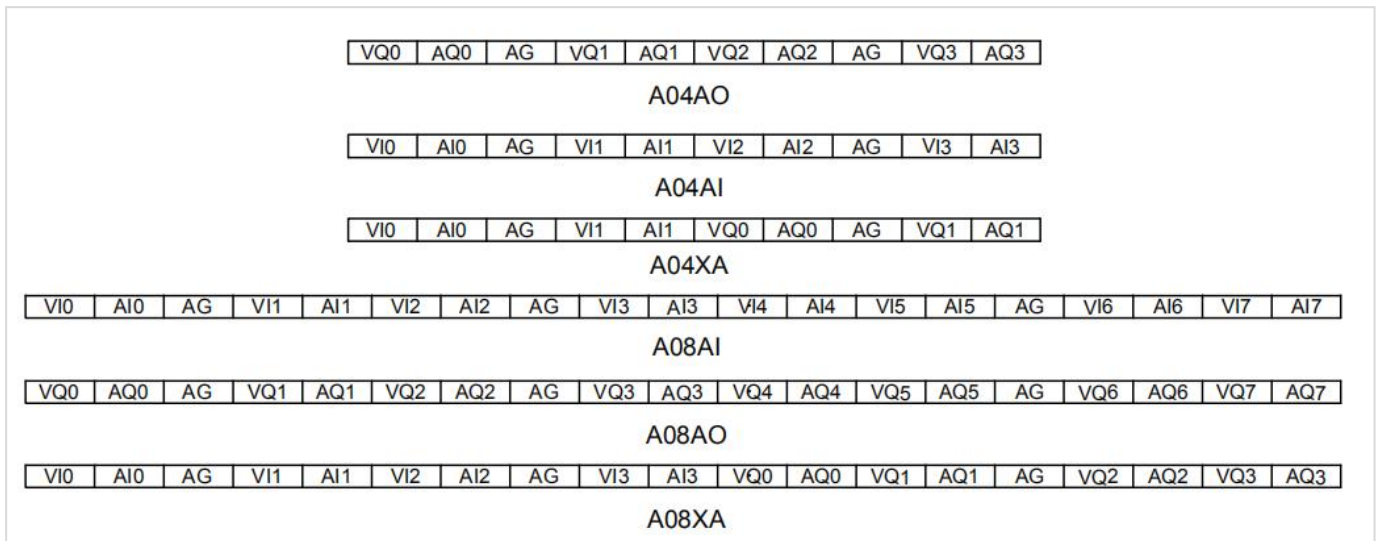 VQ0 AQ0 AG VQ1 AQ1 VQ2 AQ2 AG VQ3 AQ3
A04AO
VI0 AI0 AG VI1 AI1 VI2 AI2 AG VI3 AI3
A04AI
VI0 AI0 AG VI1 AI1 VQ0 AQ0 AG VQ1 AQ1
A04XA
VI0 AI0 AG VI1 AI1 VI2 AI2 AG VI3 AI3 VI4 AI4 VI5 AI5 AG VI6 AI6 VI7 AI7
A08AI
VQ0 AQ0 AG VQ1 AQ1 VQ2 AQ2 AG VQ3 AQ3 VQ4 AQ4 VQ5 AQ5 AG VQ6 AQ6 VQ7 AQ7
A08AO
VI0 AI0 AG VI1 AI1 VI2 AI2 AG VI3 AI3 VQ0 AQ0 VQ1 AQ1 AG VQ2 AQ2 VQ3 AQ3
A08XA